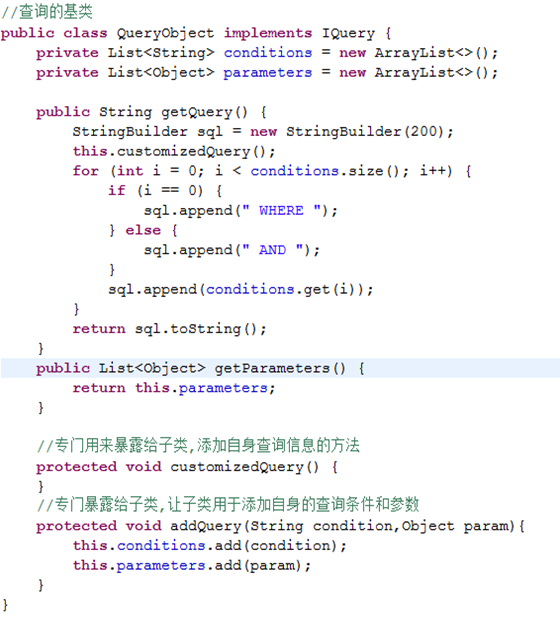 //查询的基类
public class QueryObject implements IQuery {
    private List<String> conditions = new ArrayList<>();
    private List<Object> parameters = new ArrayList<>();

    public String getQuery() {
        StringBuilder sql = new StringBuilder(200);
        this.customizedQuery();
        for (int i = 0; i < conditions.size(); i++) {
            if (i == 0) {
                sql.append(" WHERE ");
            } else {
                sql.append(" AND ");
            }
            sql.append(conditions.get(i));
        }
        return sql.toString();
    }
    public List<Object> getParameters() {
        return this.parameters;
    }

    //专门用来暴露给子类,添加自身查询信息的方法
    protected void customizedQuery() {
    }
    //专门暴露给子类,让子类用于添加自身的查询条件和参数
    protected void addQuery(String condition,Object param){
        this.conditions.add(condition);
        this.parameters.add(param);
    }
}